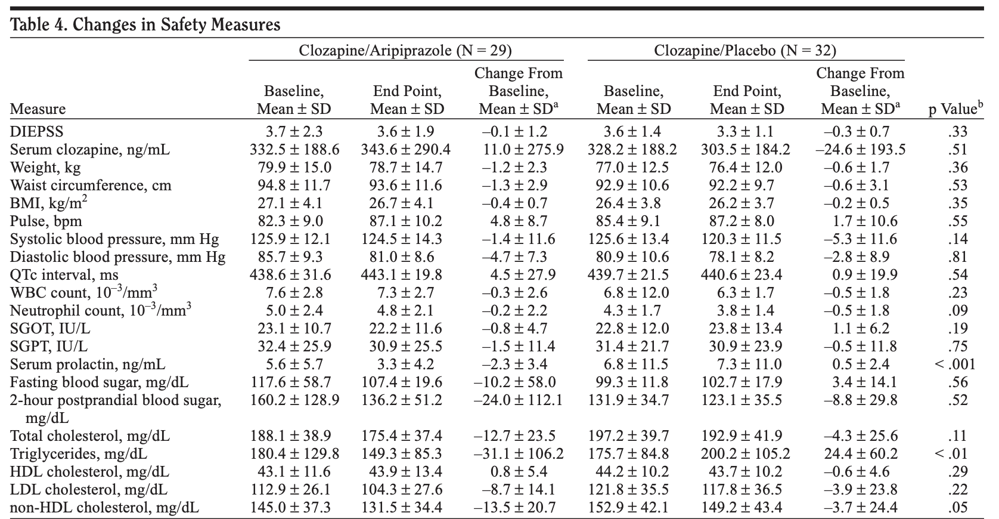 Table 4. Changes in Safety Measures
Clozapine/Aripiprazole (N = 29) Clozapine/Placebo (N = 32)
Change From Change From
Baseline, End Point, Baseline, Baseline, End Point, Baseline,
Measure Mean ± SD Mean ± SD Mean ± SDᵃ Mean ± SD Mean ± SD Mean ± SDᵃ p Valueᵇ
DIEPSS 3.7 ± 2.3 3.6 ± 1.9 –0.1 ± 1.2 3.6 ± 1.4 3.3 ± 1.1 –0.3 ± 0.7 .33
Serum clozapine, ng/mL 332.5 ± 188.6 343.6 ± 290.4 11.0 ± 275.9 328.2 ± 188.2 303.5 ± 184.2 –24.6 ± 193.5 .51
Weight, kg 79.9 ± 15.0 78.7 ± 14.7 –1.2 ± 2.3 77.0 ± 12.5 76.4 ± 12.0 –0.6 ± 1.7 .36
Waist circumference, cm 94.8 ± 11.7 93.6 ± 11.6 –1.3 ± 2.9 92.9 ± 10.6 92.2 ± 9.7 –0.6 ± 3.1 .53
BMI, kg/m² 27.1 ± 4.1 26.7 ± 4.1 –0.4 ± 0.7 26.4 ± 3.8 26.2 ± 3.7 –0.2 ± 0.5 .35
Pulse, bpm 82.3 ± 9.0 87.1 ± 10.2 4.8 ± 8.7 85.4 ± 9.1 87.2 ± 8.0 1.7 ± 10.6 .55
Systolic blood pressure, mm Hg 125.9 ± 12.1 124.5 ± 14.3 –1.4 ± 11.6 125.6 ± 13.4 120.3 ± 11.5 –5.3 ± 11.6 .14
Diastolic blood pressure, mm Hg 85.7 ± 9.3 81.0 ± 8.6 –4.7 ± 7.3 80.9 ± 10.6 78.1 ± 8.2 –2.8 ± 8.9 .81
QTc interval, ms 438.6 ± 31.6 443.1 ± 19.8 4.5 ± 27.9 439.7 ± 21.5 440.6 ± 23.4 0.9 ± 19.9 .54
WBC count, 10⁻³/mm³ 7.6 ± 2.8 7.3 ± 2.7 –0.3 ± 2.6 6.8 ± 12.0 6.3 ± 1.7 –0.5 ± 1.8 .23
Neutrophil count, 10⁻³/mm³ 5.0 ± 2.4 4.8 ± 2.1 –0.2 ± 2.2 4.3 ± 1.7 3.8 ± 1.4 –0.5 ± 1.8 .09
SGOT, IU/L 23.1 ± 10.7 22.2 ± 11.6 –0.8 ± 4.7 22.8 ± 12.0 23.8 ± 13.4 1.1 ± 6.2 .19
SGPT, IU/L 32.4 ± 25.9 30.9 ± 25.5 –1.5 ± 11.4 31.4 ± 21.7 30.9 ± 23.9 –0.5 ± 11.8 .75
Serum prolactin, ng/mL 5.6 ± 5.7 3.3 ± 4.2 –2.3 ± 3.4 6.8 ± 11.5 7.3 ± 11.0 0.5 ± 2.4 < .001
Fasting blood sugar, mg/dL 117.6 ± 58.7 107.4 ± 19.6 –10.2 ± 58.0 99.3 ± 11.8 102.7 ± 17.9 3.4 ± 14.1 .56
2-hour postprandial blood sugar, 160.2 ± 128.9 136.2 ± 51.2 –24.0 ± 112.1 131.9 ± 34.7 123.1 ± 35.5 –8.8 ± 29.8 .52
mg/dL
Total cholesterol, mg/dL 188.1 ± 38.9 175.4 ± 37.4 –12.7 ± 23.5 197.2 ± 39.7 192.9 ± 41.9 –4.3 ± 25.6 .11
Triglycerides, mg/dL 180.4 ± 129.8 149.3 ± 85.3 –31.1 ± 106.2 175.7 ± 84.8 200.2 ± 105.2 24.4 ± 60.2 < .01
HDL cholesterol, mg/dL 43.1 ± 11.6 43.9 ± 13.4 0.8 ± 5.4 44.2 ± 10.2 43.7 ± 10.2 –0.6 ± 4.6 .29
LDL cholesterol, mg/dL 112.9 ± 26.1 104.3 ± 27.6 –8.7 ± 14.1 121.8 ± 35.5 117.8 ± 36.5 –3.9 ± 23.8 .22
non-HDL cholesterol, mg/dL 145.0 ± 37.3 131.5 ± 34.4 –13.5 ± 20.7 152.9 ± 42.1 149.2 ± 43.4 –3.7 ± 24.4 .05